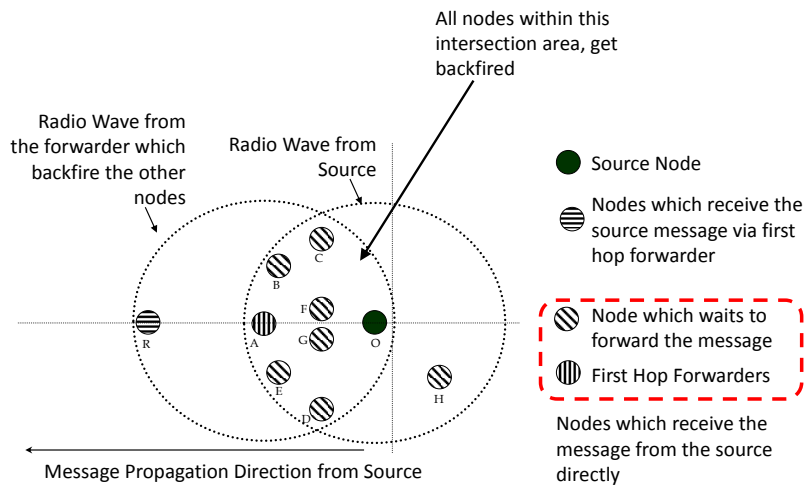 All nodes within this
intersection area, get
backfired
Radio Wave from
the forwarder which
backfire the other
nodes
Radio Wave from
Source
Source Node
Nodes which receive the
source message via first
hop forwarder
C
B
F
R
A
G
O
E
H
D
Node which waits to
forward the message
First Hop Forwarders
Nodes which receive the
message from the source
directly
Message Propagation Direction from Source